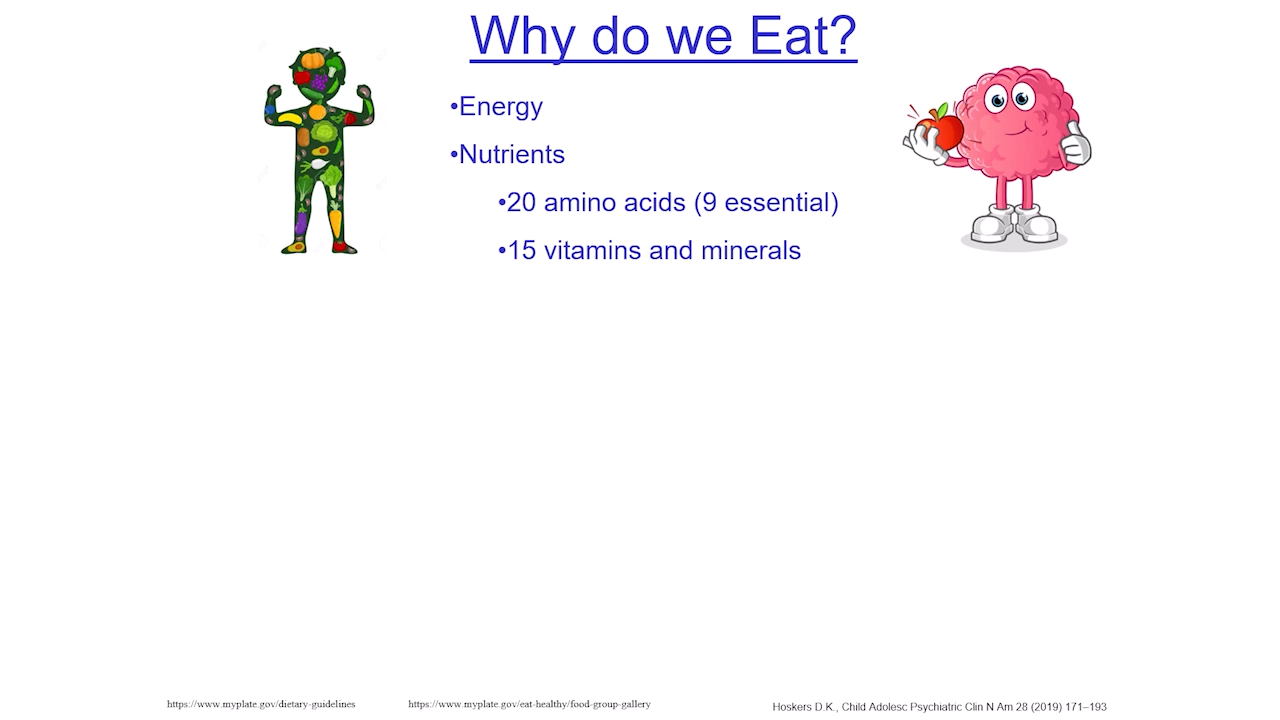 Why do we Eat?
•Energy
•Nutrients
•20 amino acids (9 essential)
•15 vitamins and minerals
https://www.myplate.gov/dietary-guidelines
https://www.myplate.gov/eat-healthy/food-group-gallery
Hoskers D.K., Child Adolesc Psychiatric Clin N Am 28 (2019) 171–193